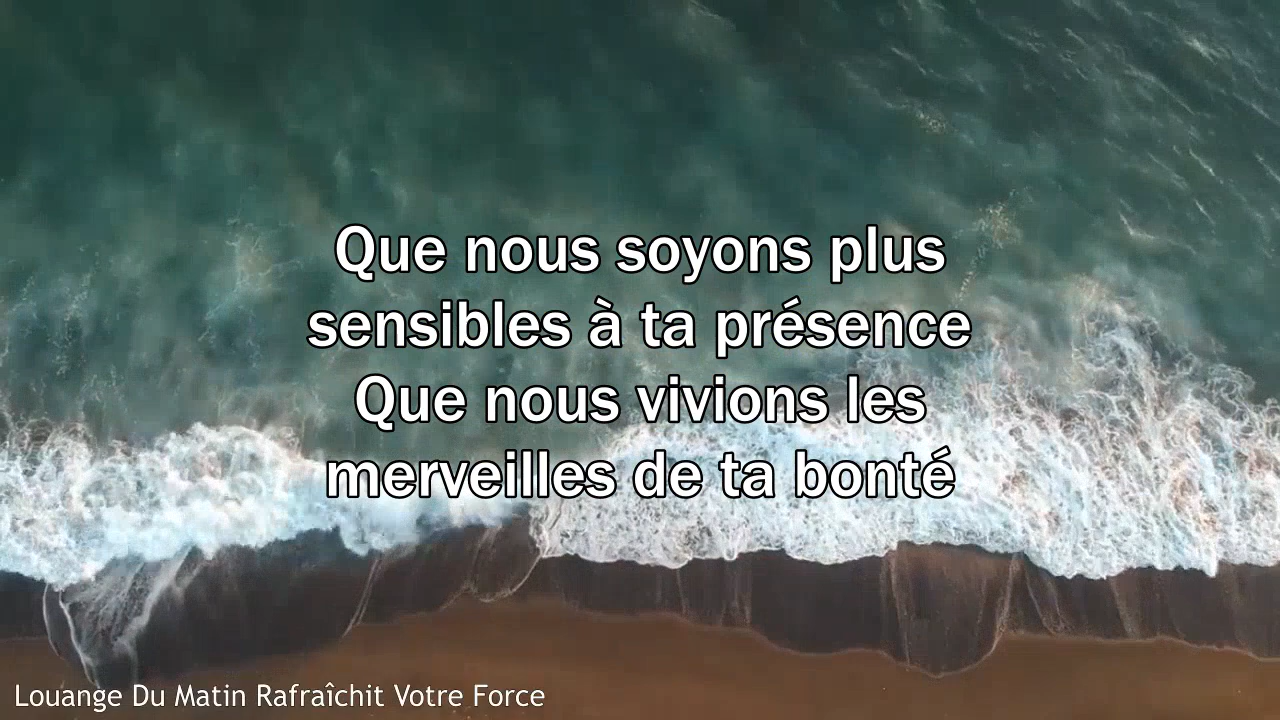 Que nous soyons plus
sensibles à ta présence
Que nous vivions les
merveilles de ta bonté
Louange Du Matin Rafraîchit Votre Force